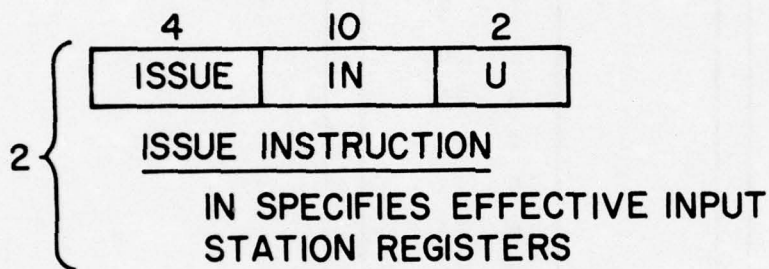 4 10 2
ISSUE IN U
2
ISSUE INSTRUCTION
IN SPECIFIES EFFECTIVE INPUT
STATION REGISTERS